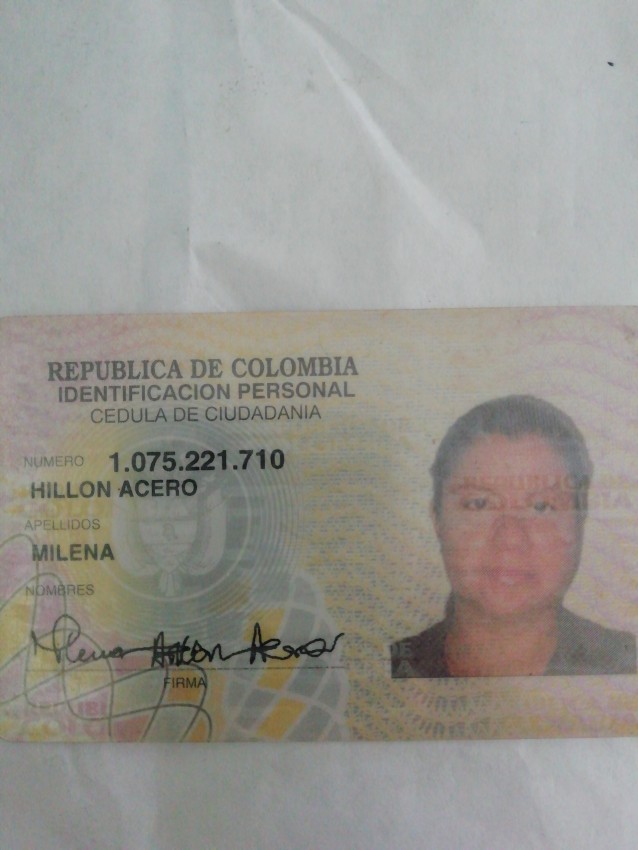 REPUBLICA DE COLOMBIA
IDENTIFICACION PERSONAL
CEDULA DE CIUDADANIA
NUMERO 1.075.221.710
HILLON ACERO
APELLIDOS
MILENA
NOMBRES
Milena Hillon Acero
FIRMA